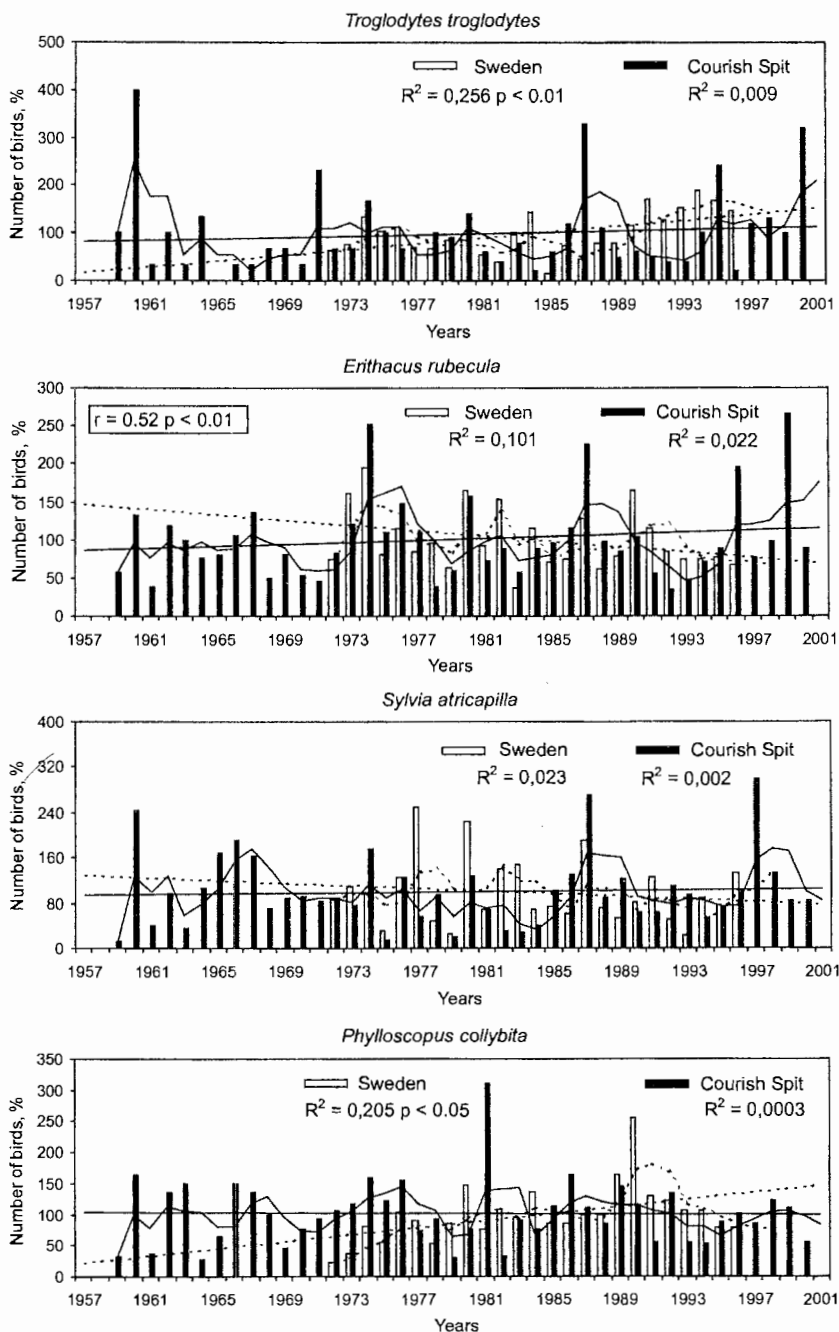 Troglodytes troglodytes
500
400
300
200
100
0
Number of birds, %
Sweden Courish Spit
R² = 0,256 p < 0.01 R² = 0,009
1957 1961 1965 1969 1973 1977 1981 1985 1989 1993 1997 2001
Years
Erithacus rubecula
300
250
200
150
100
50
0
Number of birds, %
r = 0.52 p < 0.01
Sweden Courish Spit
R² = 0,101 R² = 0,022
1957 1961 1965 1969 1973 1977 1981 1985 1989 1993 1997 2001
Years
Sylvia atricapilla
400
320
240
160
80
0
Number of birds, %
Sweden Courish Spit
R² = 0,023 R² = 0,002
1957 1961 1965 1969 1973 1977 1981 1985 1989 1993 1997 2001
Years
Phylloscopus collybita
350
300
250
200
150
100
50
0
Number of birds, %
Sweden Courish Spit
R² = 0,205 p < 0.05 R² = 0,0003
1957 1961 1965 1969 1973 1977 1981 1985 1989 1993 1997 2001
Years